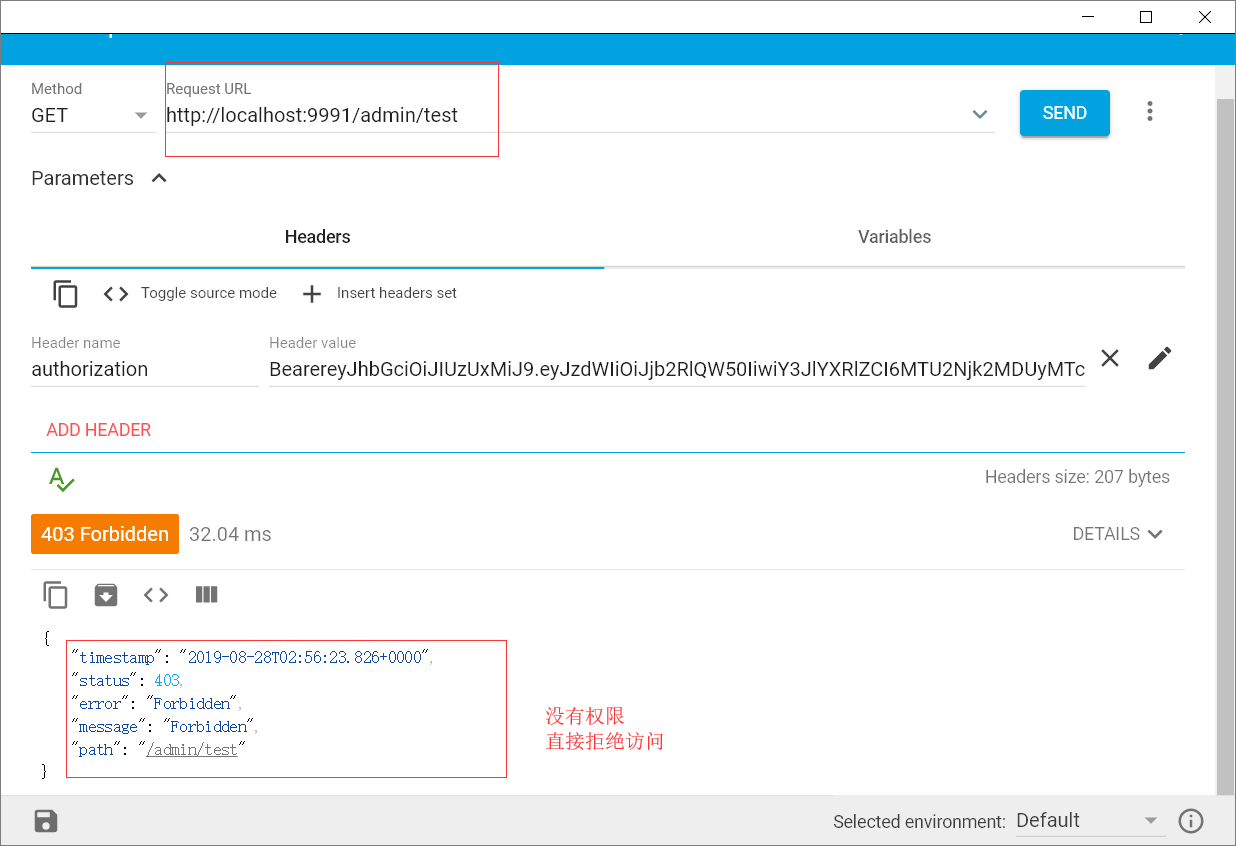 Method
GET
Request URL
http://localhost:9991/admin/test
SEND
Parameters
Headers
Variables
Toggle source mode
Insert headers set
Header name
authorization
Header value
BearereyJhbGciOiJIUzUxMiJ9.eyJzdWIiOiJjb2RlQW50IiwiY3JlYXRlZCI6MTU2Njk2MDUyMTc
ADD HEADER
Headers size: 207 bytes
403 Forbidden
32.04 ms
DETAILS
{
"timestamp": "2019-08-28T02:56:23.826+0000",
"status": 403,
"error": "Forbidden",
"message": "Forbidden",
"path": "/admin/test"
}
没有权限
直接拒绝访问
Selected environment:
Default